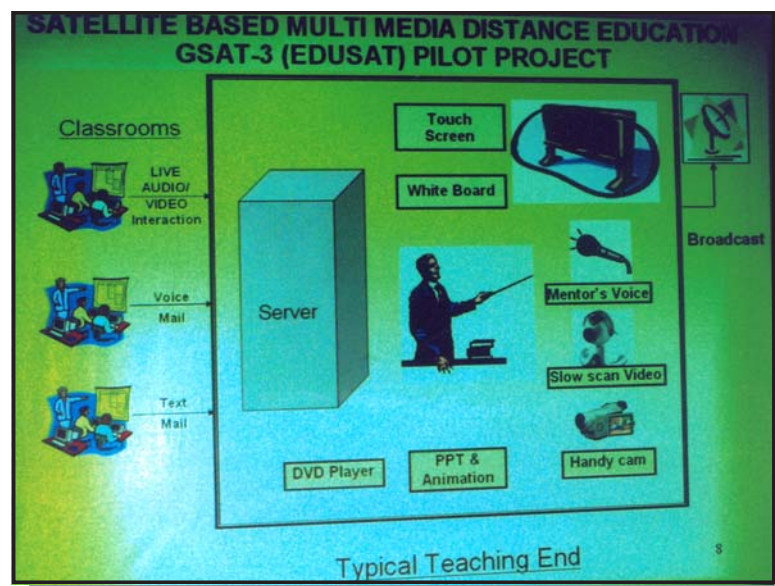 SATELLITE BASED MULTI MEDIA DISTANCE EDUCATION
GSAT-3 (EDUSAT) PILOT PROJECT
Classrooms
LIVE
AUDIO/
VIDEO
Interaction
Voice
Mail
Text
Mail
Server
Touch
Screen
White Board
Broadcast
Mentor's Voice
Slow scan Video
Handy cam
DVD Player
PPT &
Animation
Typical Teaching End
8